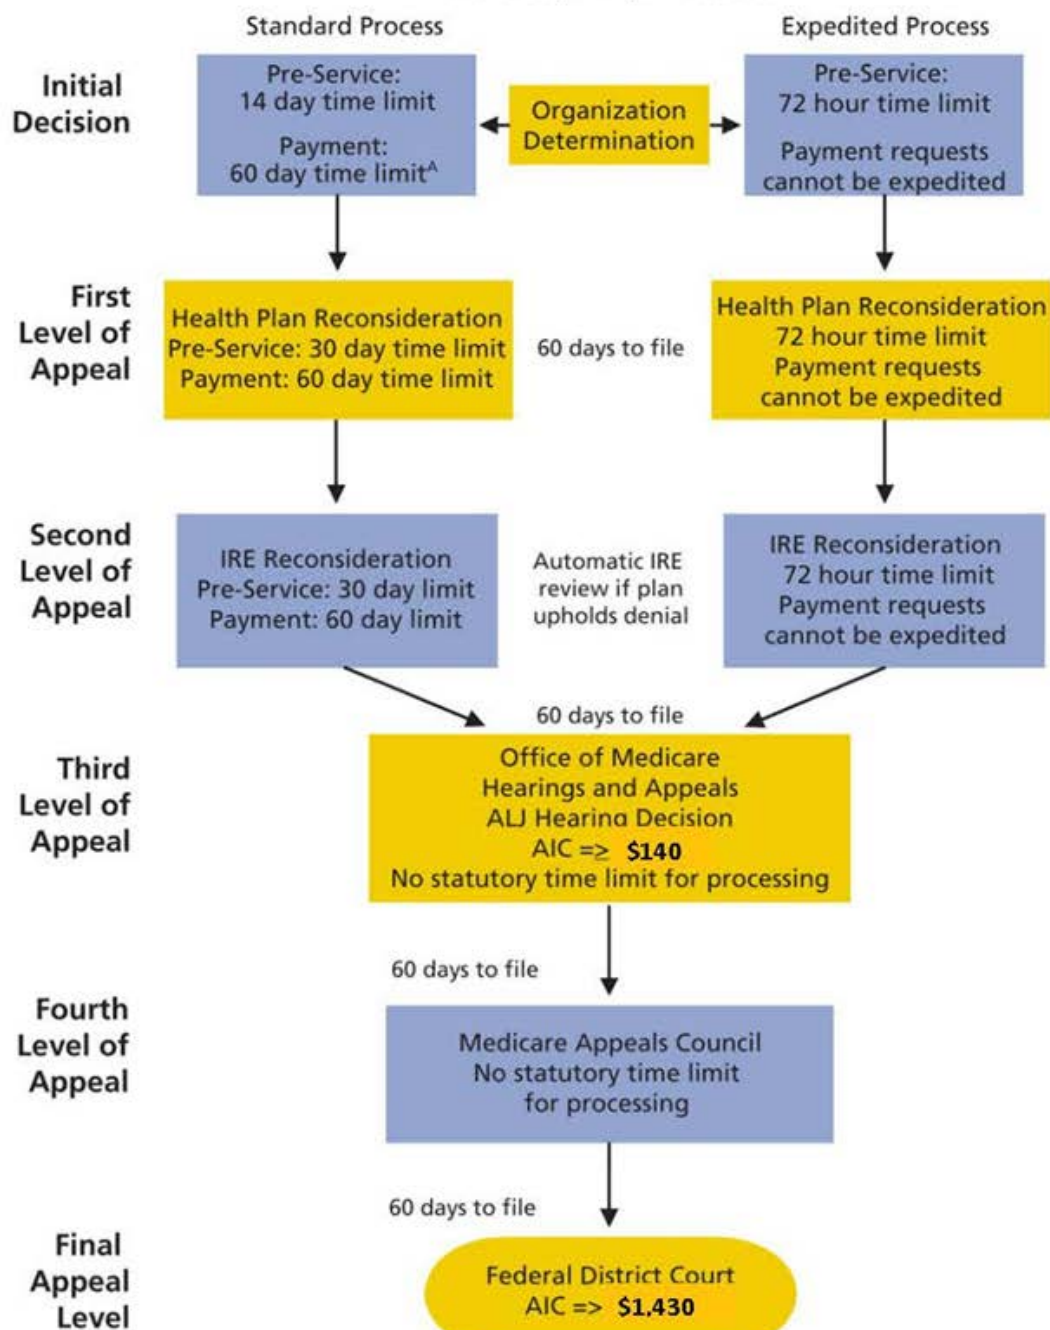 Standard Process
Expedited Process
Initial
Decision
Pre-Service:
14 day time limit
Payment:
60 day time limitᴬ
Organization
Determination
Pre-Service:
72 hour time limit
Payment requests
cannot be expedited
First
Level of
Appeal
Health Plan Reconsideration
Pre-Service: 30 day time limit
Payment: 60 day time limit
60 days to file
Health Plan Reconsideration
72 hour time limit
Payment requests
cannot be expedited
Second
Level of
Appeal
IRE Reconsideration
Pre-Service: 30 day limit
Payment: 60 day limit
Automatic IRE
review if plan
upholds denial
IRE Reconsideration
72 hour time limit
Payment requests
cannot be expedited
60 days to file
Third
Level of
Appeal
Office of Medicare
Hearings and Appeals
ALJ Hearing Decision
AIC =≥ $140
No statutory time limit for processing
60 days to file
Fourth
Level of
Appeal
Medicare Appeals Council
No statutory time limit
for processing
60 days to file
Final
Appeal
Level
Federal District Court
AIC => $1,430